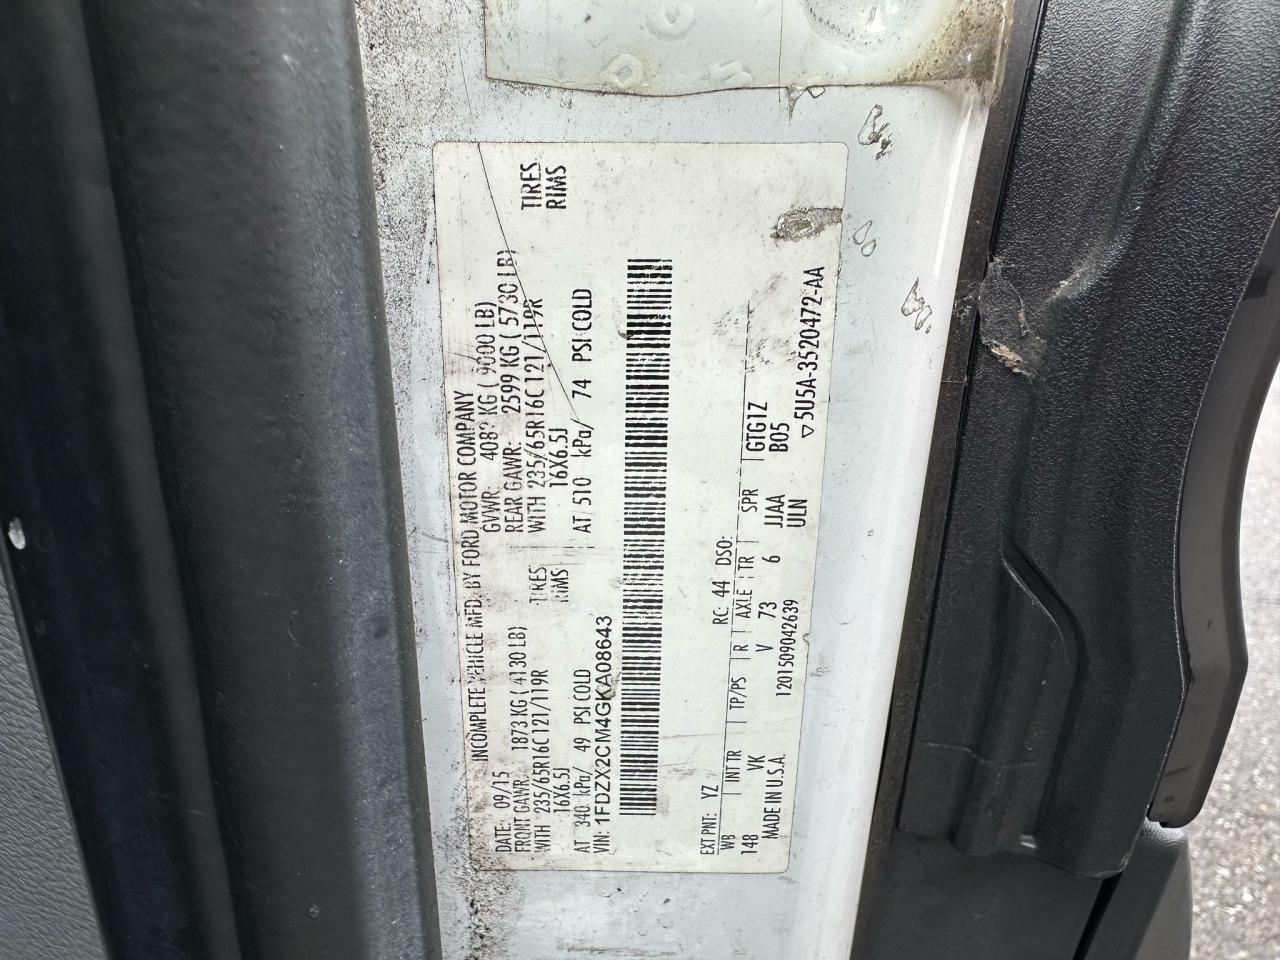 INCOMPLETE VEHICLE MFD. BY FORD MOTOR COMPANY
DATE: 09/15 GVWR: 4082 KG ( 9000 LB)
FRONT GAWR: 1873 KG ( 4130 LB) REAR GAWR: 2599 KG ( 5730 LB)
WITH 235/65R16C121/119R TIRES WITH 235/65R16C121/119R TIRES
16X6.5J RIMS 16X6.5J RIMS
AT 340 kPa/ 49 PSI COLD AT 510 kPa/ 74 PSI COLD
VIN: 1FDZX2CM4GKA08643
EXT PNT: YZ RC: 44 DSO:
WB INT TR TP/PS R AXLE TR SPR GTG1Z
148 VK V 73 6 JJAA B05
MADE IN U.S.A. 1201509042639 ULN
▽5U5A-3520472-AA